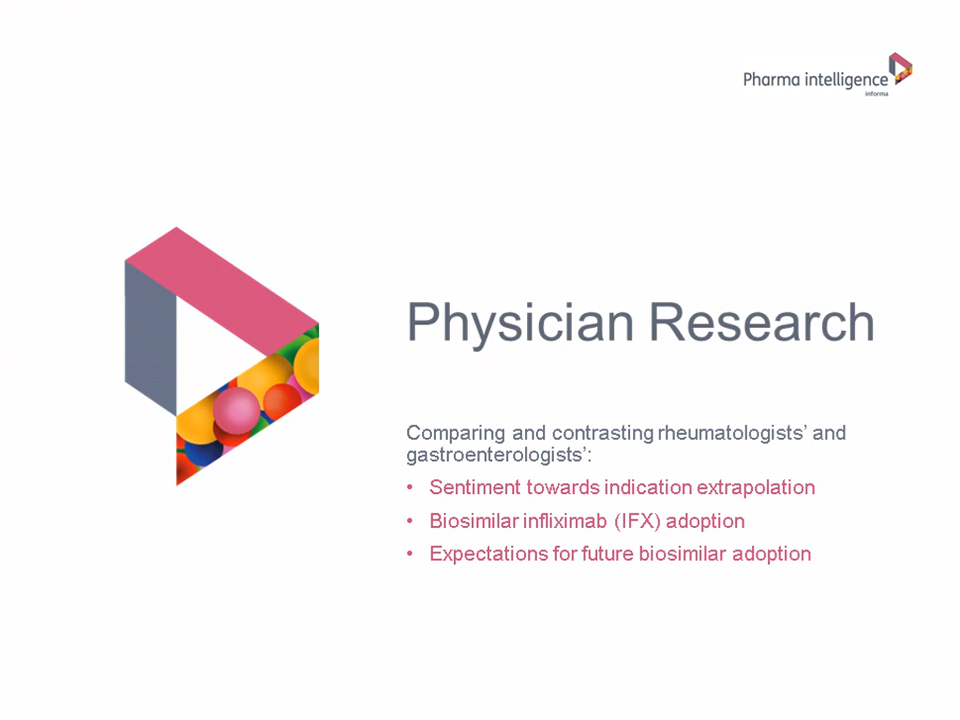 Pharma intelligence
informa
Physician Research
Comparing and contrasting rheumatologists’ and
gastroenterologists’:
• Sentiment towards indication extrapolation
• Biosimilar infliximab (IFX) adoption
• Expectations for future biosimilar adoption